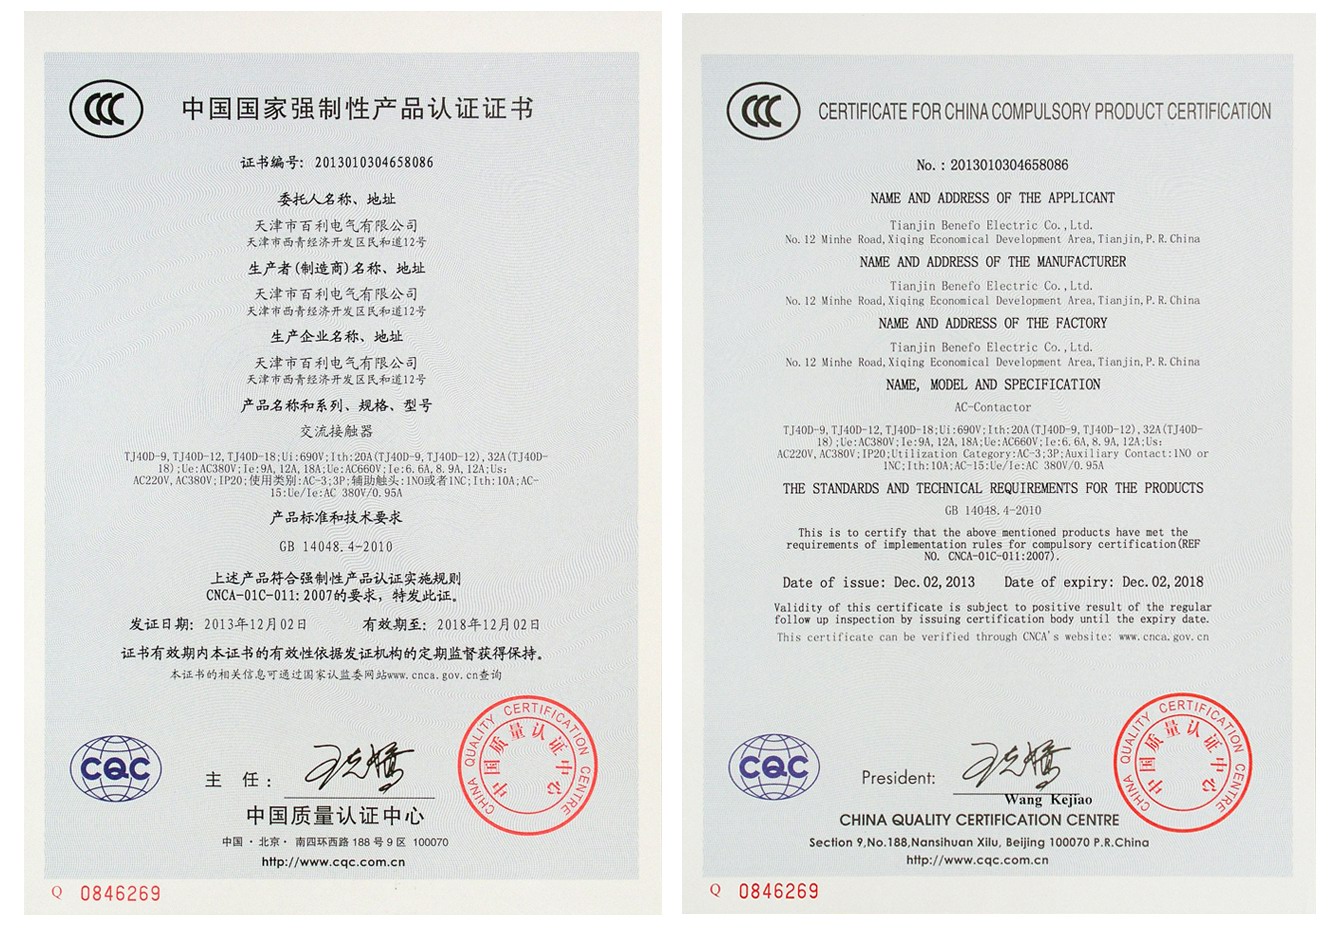 CCC
中国国家强制性产品认证证书
证书编号: 2013010304658086
委托人名称、地址
天津市百利电气有限公司
天津市西青经济开发区民和道12号
生产者(制造商)名称、地址
天津市百利电气有限公司
天津市西青经济开发区民和道12号
生产企业名称、地址
天津市百利电气有限公司
天津市西青经济开发区民和道12号
产品名称和系列、规格、型号
交流接触器
TJ40D-9, TJ40D-12, TJ40D-18;Ui:690V;Ith:20A(TJ40D-9, TJ40D-12), 32A(TJ40D-
18);Ue:AC380V;Ie:9A, 12A, 18A;Ue:AC660V;Ie:6. 6A, 8. 9A, 12A;Us:
AC220V, AC380V;IP20;使用类别:AC-3;3P;辅助触头:1NO或者1NC;Ith:10A;AC-
15:Ue/Ie:AC 380V/0. 95A
产品标准和技术要求
GB 14048. 4-2010
上述产品符合强制性产品认证实施规则
CNCA-01C-011: 2007的要求，特发此证。
发证日期: 2013年12月02日 有效期至: 2018年12月02日
证书有效期内本证书的有效性依据发证机构的定期监督获得保持。
本证书的相关信息可通过国家认监委网站www. cnca. gov. cn查询
CQC
主 任:
中国质量认证中心
中国·北京· 南四环西路 188 号 9 区 100070
http://www.cqc.com.cn
CHINA QUALITY CERTIFICATION CENTRE
中国质量认证中心
Q 0846269
CCC
CERTIFICATE FOR CHINA COMPULSORY PRODUCT CERTIFICATION
No. : 2013010304658086
NAME AND ADDRESS OF THE APPLICANT
Tianjin Benefo Electric Co. , Ltd.
No. 12 Minhe Road, Xiqing Economical Development Area, Tianjin, P. R. China
NAME AND ADDRESS OF THE MANUFACTURER
Tianjin Benefo Electric Co. , Ltd.
No. 12 Minhe Road, Xiqing Economical Development Area, Tianjin, P. R. China
NAME AND ADDRESS OF THE FACTORY
Tianjin Benefo Electric Co. , Ltd.
No. 12 Minhe Road, Xiqing Economical Development Area, Tianjin, P. R. China
NAME, MODEL AND SPECIFICATION
AC-Contactor
TJ40D-9, TJ40D-12, TJ40D-18;Ui:690V;Ith:20A(TJ40D-9, TJ40D-12), 32A(TJ40D-
18);Ue:AC380V;Ie:9A, 12A, 18A;Ue:AC660V;Ie:6. 6A, 8. 9A, 12A;Us:
AC220V, AC380V;IP20;Utilization Category:AC-3;3P;Auxiliary Contact:1NO or
1NC;Ith:10A;AC-15:Ue/Ie:AC 380V/0. 95A
THE STANDARDS AND TECHNICAL REQUIREMENTS FOR THE PRODUCTS
GB 14048. 4-2010
This is to certify that the above mentioned products have met the
requirements of implementation rules for compulsory certification(REF
NO. CNCA-01C-011:2007).
Date of issue: Dec. 02, 2013 Date of expiry: Dec. 02, 2018
Validity of this certificate is subject to positive result of the regular
follow up inspection by issuing certification body until the expiry date.
This certificate can be verified through CNCA's website: www. cnca. gov. cn
CQC
President:
Wang Kejiao
CHINA QUALITY CERTIFICATION CENTRE
Section 9,No.188,Nansihuan Xilu, Beijing 100070 P.R.China
http://www.cqc.com.cn
CHINA QUALITY CERTIFICATION CENTRE
中国质量认证中心
Q 0846269